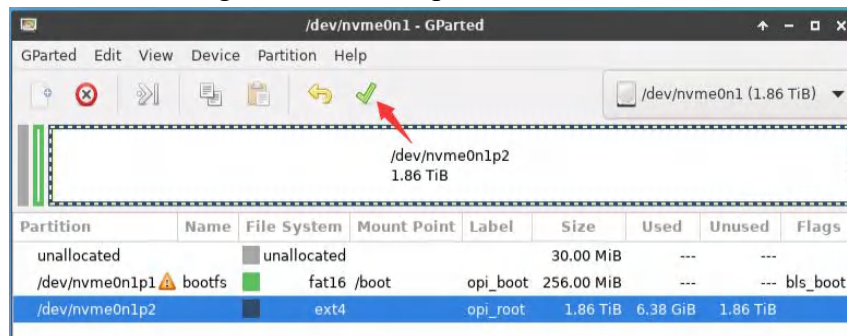 /dev/nvme0n1 - GParted
GParted Edit View Device Partition Help
/dev/nvme0n1 (1.86 TiB)
/dev/nvme0n1p2
1.86 TiB
Partition Name File System Mount Point Label Size Used Unused Flags
unallocated unallocated 30.00 MiB --- ---
/dev/nvme0n1p1 bootfs fat16 /boot opi_boot 256.00 MiB --- --- bls_boot
/dev/nvme0n1p2 ext4 opi_root 1.86 TiB 6.38 GiB 1.86 TiB